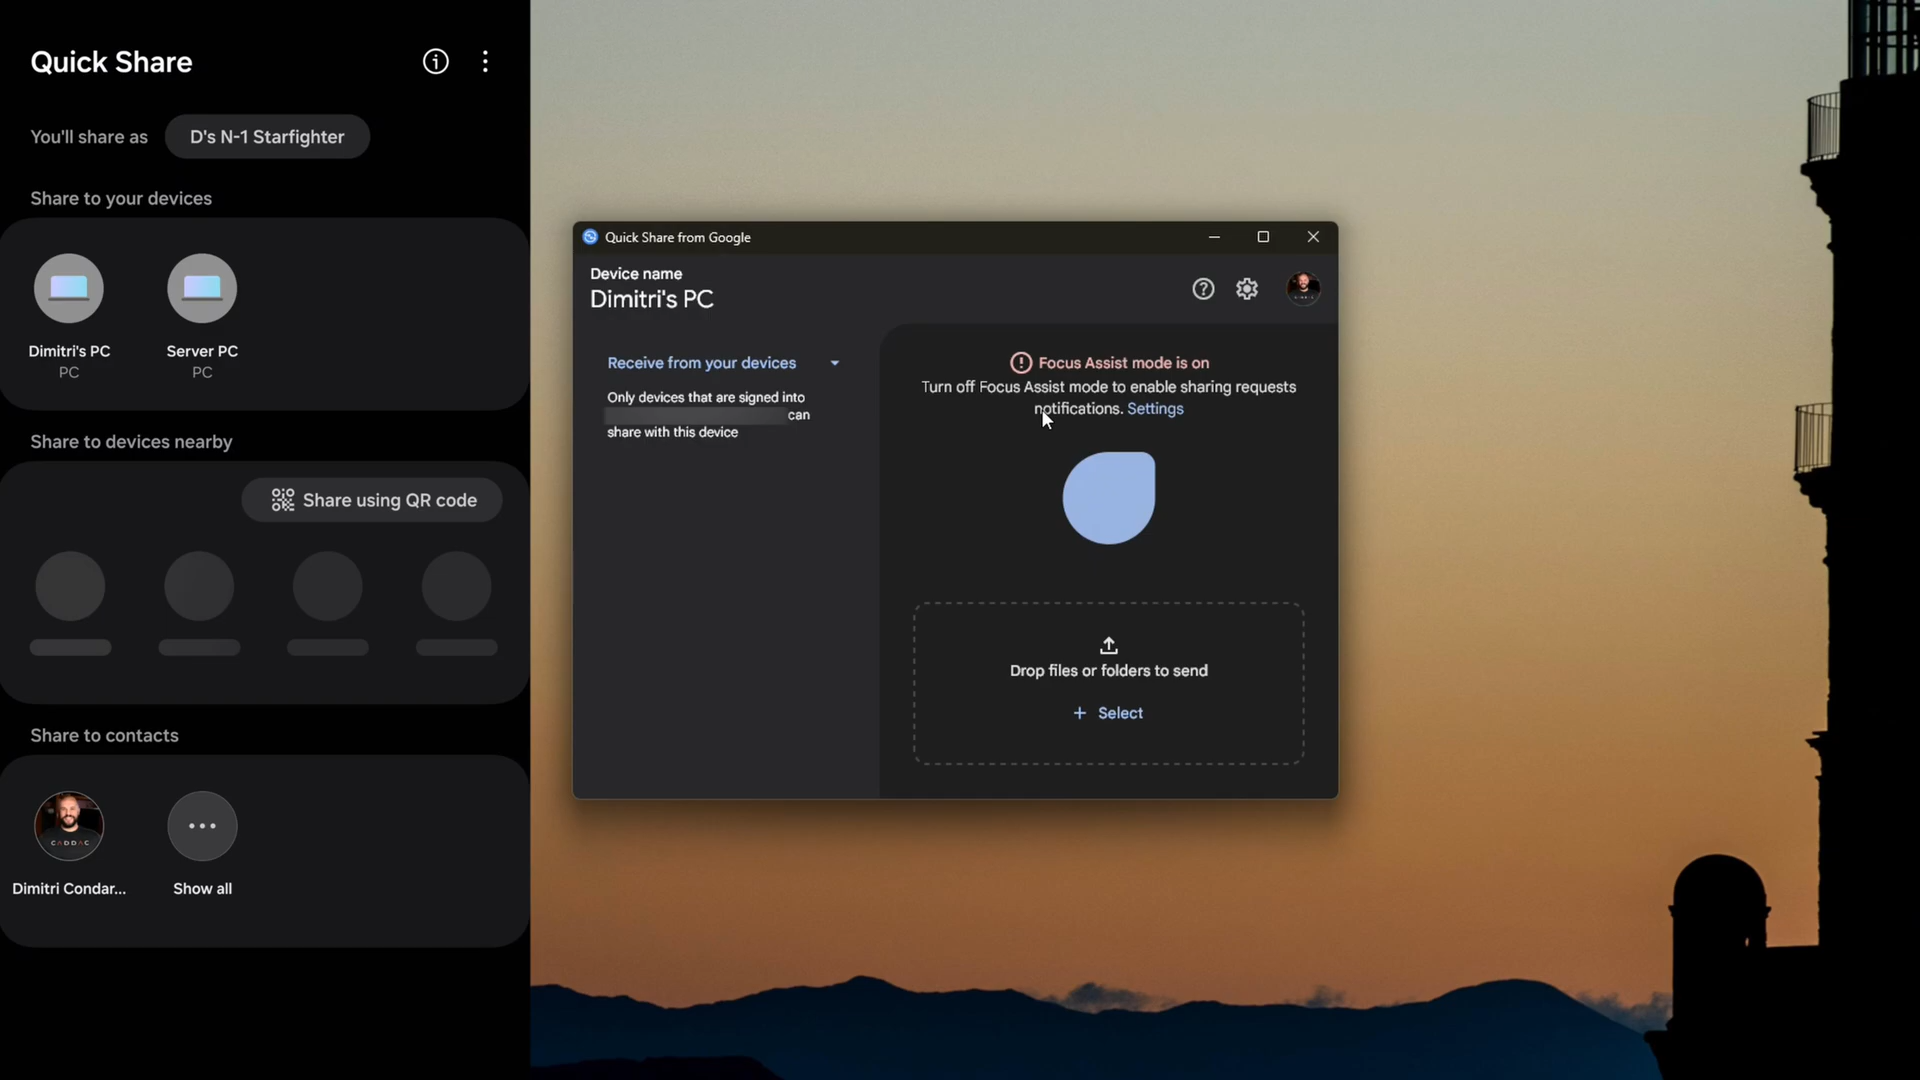 Quick Share
You'll share as
D's N-1 Starfighter
Share to your devices
Dimitri's PC
PC
Server PC
PC
Share to devices nearby
Share using QR code
Share to contacts
CADDAC
Dimitri Condar...
Show all
Quick Share from Google
Device name
Dimitri's PC
Receive from your devices
Only devices that are signed into
can
share with this device
Focus Assist mode is on
Turn off Focus Assist mode to enable sharing requests
notifications. Settings
Drop files or folders to send
+ Select